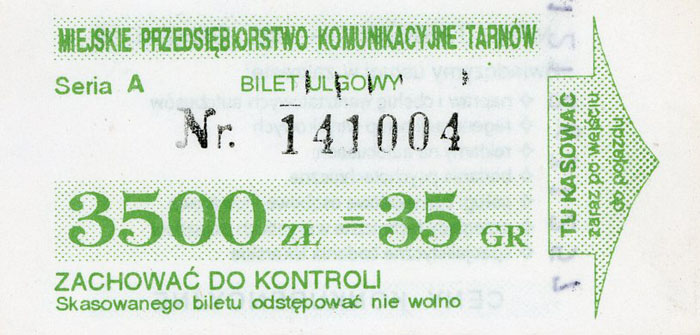 MIEJSKIE PRZEDSIĘBIORSTWO KOMUNIKACYJNE TARNÓW
Seria A
BILET ULGOWY
Nr. 141004
3500 ZŁ = 35 GR
ZACHOWAĆ DO KONTROLI
Skasowanego biletu odstępować nie wolno
TU KASOWAĆ
zaraz po wejściu
do pojazdu